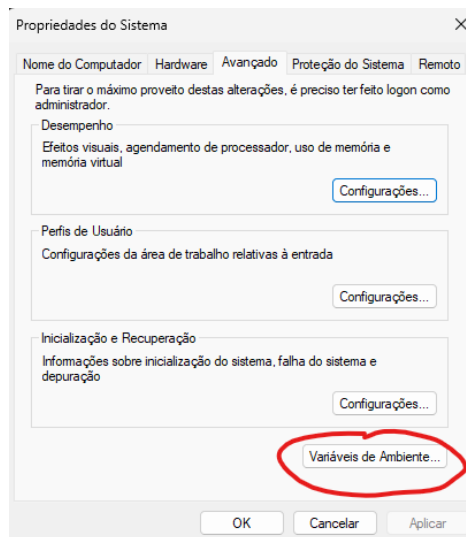 Propriedades do Sistema
Nome do Computador Hardware Avançado Proteção do Sistema Remoto
Para tirar o máximo proveito destas alterações, é preciso ter feito logon como
administrador.
Desempenho
Efeitos visuais, agendamento de processador, uso de memória e
memória virtual
Configurações...
Perfis de Usuário
Configurações da área de trabalho relativas à entrada
Configurações...
Inicialização e Recuperação
Informações sobre inicialização do sistema, falha do sistema e
depuração
Configurações...
Variáveis de Ambiente...
OK Cancelar Aplicar